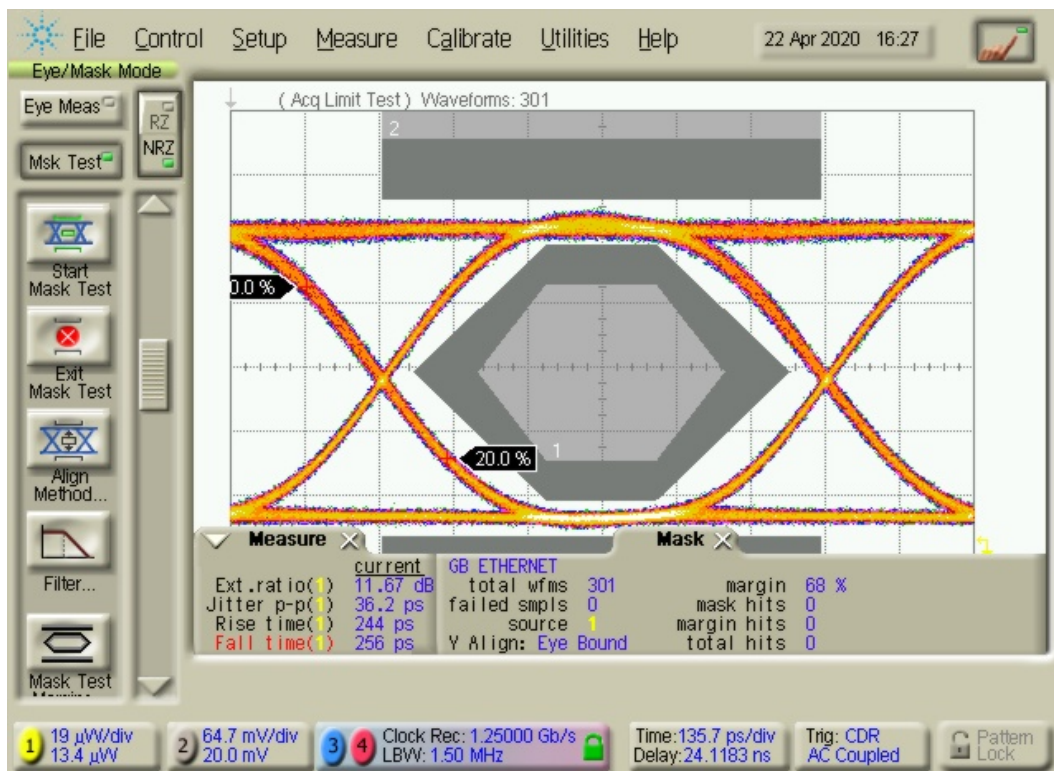 File Control Setup Measure Calibrate Utilities Help 22 Apr 2020 16:27
Eye/Mask Mode
Eye Meas
RZ
NRZ
Msk Test
Start
Mask Test
Exit
Mask Test
Align
Method...
Filter...
Mask Test
( Acq Limit Test ) Waveforms: 301
2
0.0 %
20.0 %
1
Measure
current
Ext.ratio(1) 11.67 dB
Jitter p-p(1) 36.2 ps
Rise time(1) 244 ps
Fall time(1) 256 ps
Mask
GB ETHERNET
total wfms 301 margin 68 %
failed smpls 0 mask hits 0
source 1 margin hits 0
Y Align: Eye Bound total hits 0
1 19 µW/div
13.4 µW
2 64.7 mV/div
20.0 mV
3 4 Clock Rec: 1.25000 Gb/s
LBW: 1.50 MHz
Time:135.7 ps/div
Delay:24.1183 ns
Trig: CDR
AC Coupled
Pattern
Lock